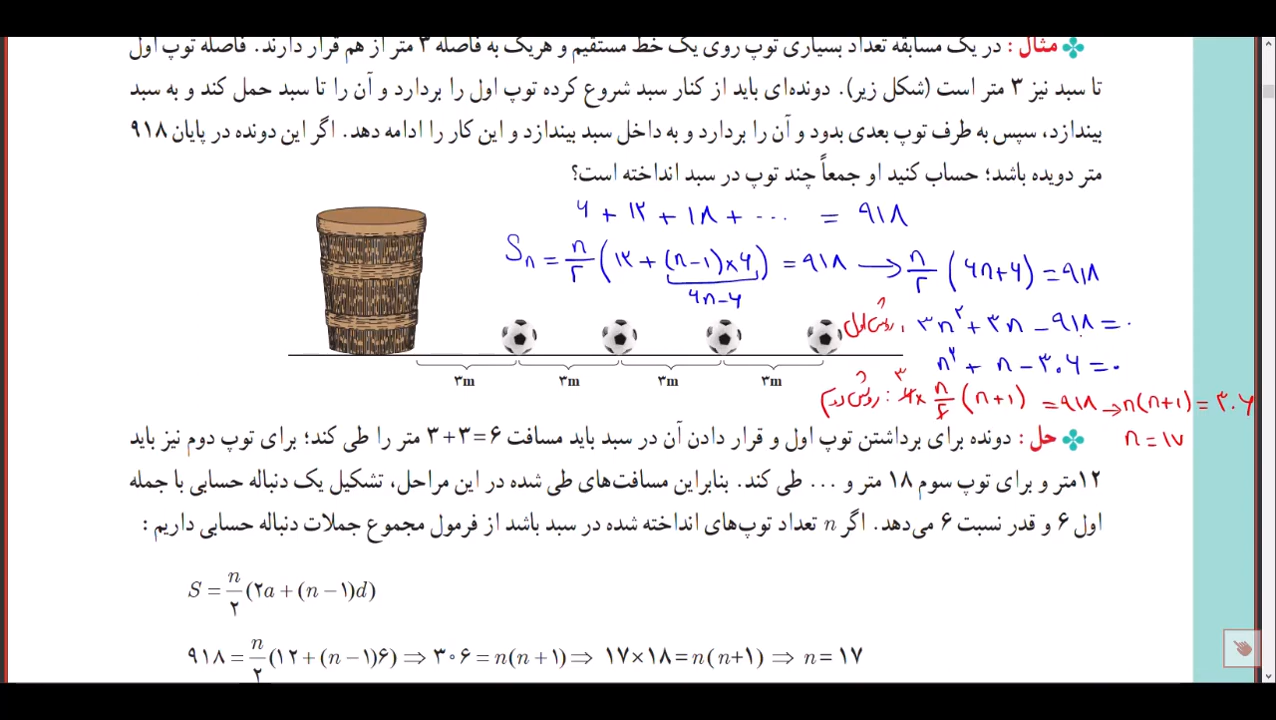 مثال : در یک مسابقه تعداد بسیاری توپ روی یک خط مستقیم و هریک به فاصله ۳ متر از هم قرار دارند. فاصله توپ اول
تا سبد نیز ۳ متر است (شکل زیر). دونده‌ای باید از کنار سبد شروع کرده توپ اول را بردارد و آن را تا سبد حمل کند و به سبد
بیندازد، سپس به طرف توپ بعدی بدود و آن را بردارد و به داخل سبد بیندازد و این کار را ادامه دهد. اگر این دونده در پایان ۹۱۸
متر دویده باشد؛ حساب کنید او جمعاً چند توپ در سبد انداخته است؟
۶ + ۱۲ + ۱۸ + ... = ۹۱۸
Sn = n/۲ (۱۲ + (n-۱)×۶) = ۹۱۸ → n/۲ (۶n+۶) = ۹۱۸
۶n-۶
روش اول: ۳n² + ۳n - ۹۱۸ = ۰
n² + n - ۳۰۶ = ۰
۳m ۳m ۳m ۳m
روش دوم: ۳ ۶× n/۲ (n+۱) = ۹۱۸ → n(n+۱) = ۳۰۶
n = ۱۷
حل : دونده برای برداشتن توپ اول و قرار دادن آن در سبد باید مسافت ۶=۳+۳ متر را طی کند؛ برای توپ دوم نیز باید
۱۲متر و برای توپ سوم ۱۸ متر و ... طی کند. بنابراین مسافت‌های طی شده در این مراحل، تشکیل یک دنباله حسابی با جمله
اول ۶ و قدر نسبت ۶ می‌دهد. اگر n تعداد توپ‌های انداخته شده در سبد باشد از فرمول مجموع جملات دنباله حسابی داریم :
S = n/۲ (۲a + (n - ۱)d)
۹۱۸ = n/۲ (۱۲ + (n - ۱)۶) ⇒ ۳۰۶ = n(n + ۱) ⇒ ۱۷×۱۸ = n(n+۱) ⇒ n = ۱۷